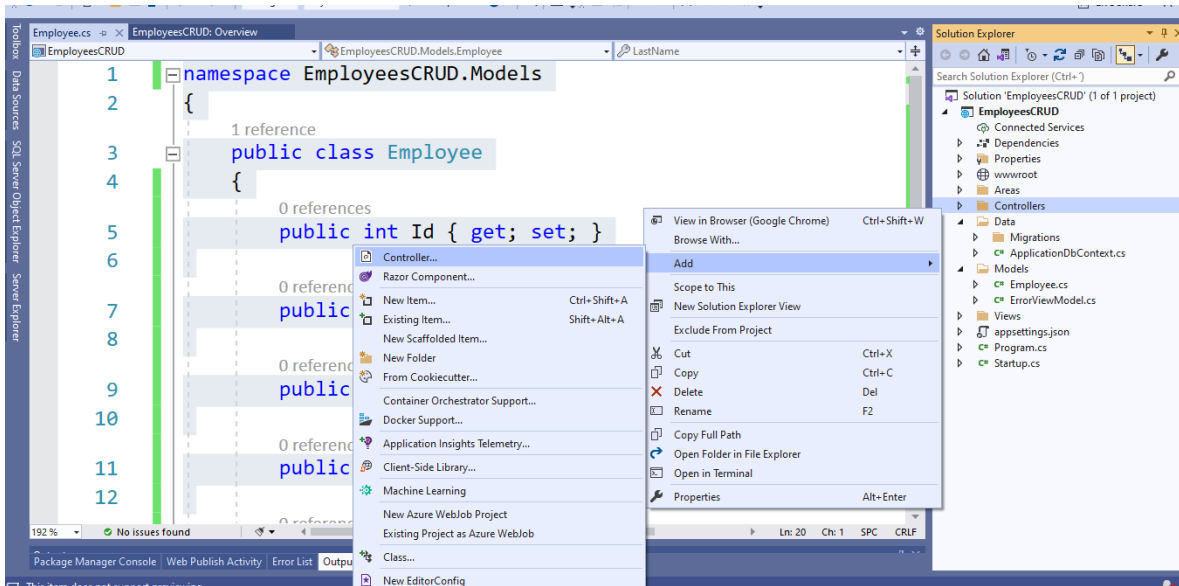 Employee.cs
EmployeesCRUD: Overview
EmployeesCRUD
EmployeesCRUD.Models.Employee
LastName
Toolbox
Data Sources
SQL Server Object Explorer
Server Explorer
1 namespace EmployeesCRUD.Models
2 {
1 reference
3 public class Employee
4 {
0 references
5 public int Id { get; set; }
6
0
7 public
8
0
9 public
10
0
11 public
12
View in Browser (Google Chrome) Ctrl+Shift+W
Browse With...
Add
Scope to This
New Solution Explorer View
Exclude From Project
Cut Ctrl+X
Copy Ctrl+C
Delete Del
Rename F2
Copy Full Path
Open Folder in File Explorer
Open in Terminal
Properties Alt+Enter
Controller...
Razor Component...
New Item... Ctrl+Shift+A
Existing Item... Shift+Alt+A
New Scaffolded Item...
New Folder
From Cookiecutter...
Container Orchestrator Support...
Docker Support...
Application Insights Telemetry...
Client-Side Library...
Machine Learning
New Azure WebJob Project
Existing Project as Azure WebJob
Class...
New EditorConfig
192 %
No issues found
Ln: 20 Ch: 1 SPC CRLF
Package Manager Console
Web Publish Activity
Error List
Solution Explorer
Search Solution Explorer (Ctrl+¨)
Solution 'EmployeesCRUD' (1 of 1 project)
EmployeesCRUD
Connected Services
Dependencies
Properties
wwwroot
Areas
Controllers
Data
Migrations
C# ApplicationDbContext.cs
Models
C# Employee.cs
C# ErrorViewModel.cs
Views
appsettings.json
C# Program.cs
C# Startup.cs